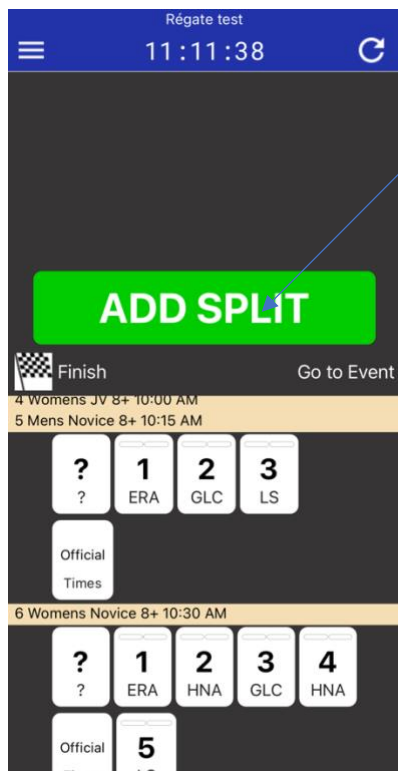 Régate test
11:11:38
ADD SPLIT
Finish Go to Event
4 Womens JV 8+ 10:00 AM
5 Mens Novice 8+ 10:15 AM
? 1 2 3
? ERA GLC LS
Official
Times
6 Womens Novice 8+ 10:30 AM
? 1 2 3 4
? ERA HNA GLC HNA
Official 5